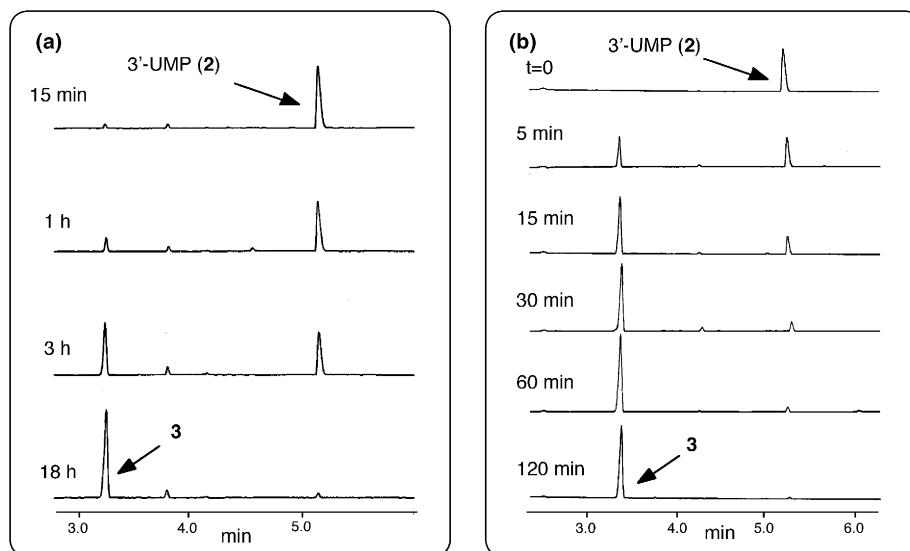 (a)
3’-UMP (2)
15 min
1 h
3 h
3
18 h
3.0 4.0 5.0
min
(b)
3’-UMP (2)
t=0
5 min
15 min
30 min
60 min
3
120 min
3.0 4.0 5.0 6.0
min